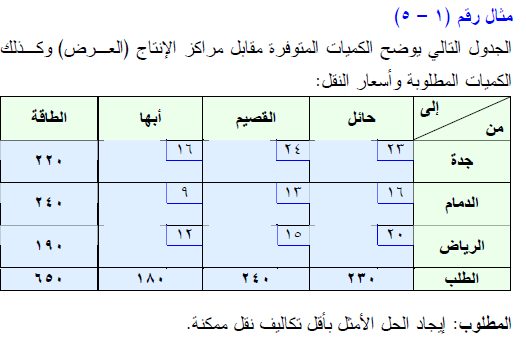 مثال رقم (١ – ٥)
الجدول التالي يوضح الكميات المتوفرة مقابل مراكز الإنتاج (العـــرض) وكـــذلك
الكميات المطلوبة وأسعار النقل:
إلى من حائل القصيم أبها الطاقة
جدة ٢٣ ٢٤ ١٦ ٢٢٠
الدمام ١٦ ١٣ ٩ ٢٤٠
الرياض ٢٠ ١٥ ١٢ ١٩٠
الطلب ٢٣٠ ٢٤٠ ١٨٠ ٦٥٠
المطلوب: إيجاد الحل الأمثل بأقل تكاليف نقل ممكنة.